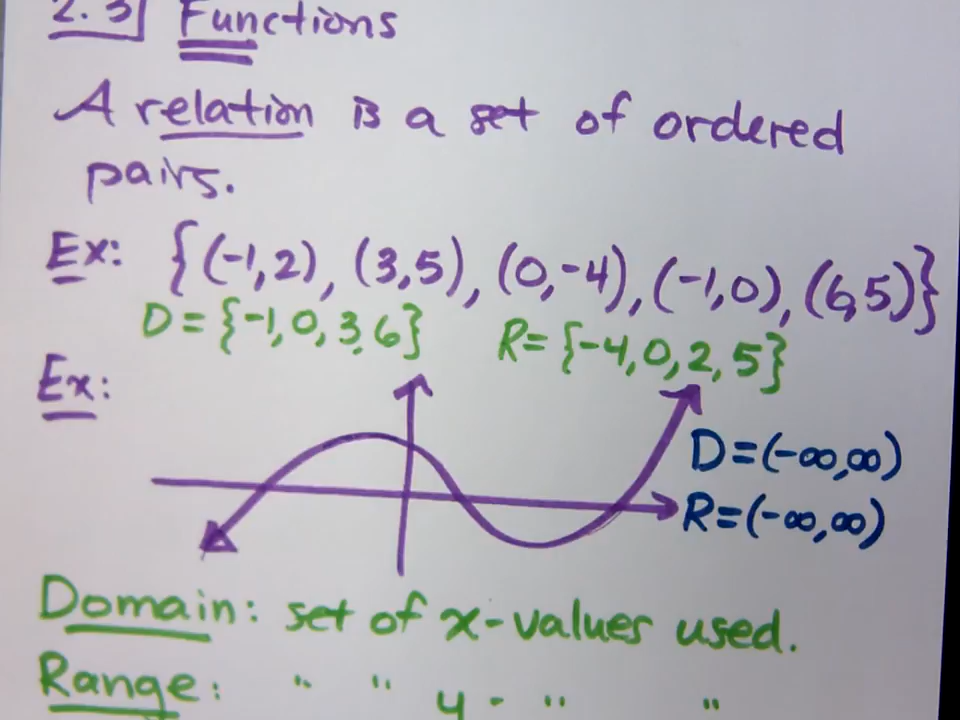 2.3 Functions
A relation is a set of ordered
pairs.
Ex: {(-1,2), (3,5), (0,-4), (-1,0), (6,5)}
D = {-1, 0, 3, 6} R = {-4, 0, 2, 5}
Ex:
D = (-∞,∞)
R = (-∞,∞)
Domain: set of x-values used.
Range: " " y - " "